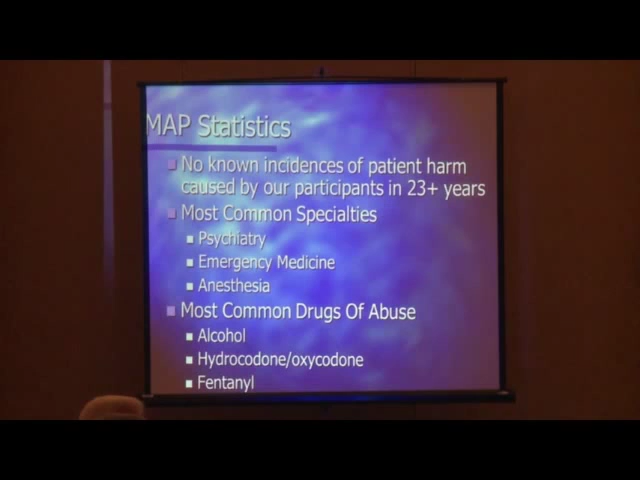 MAP Statistics
No known incidences of patient harm
caused by our participants in 23+ years
Most Common Specialties
Psychiatry
Emergency Medicine
Anesthesia
Most Common Drugs Of Abuse
Alcohol
Hydrocodone/oxycodone
Fentanyl